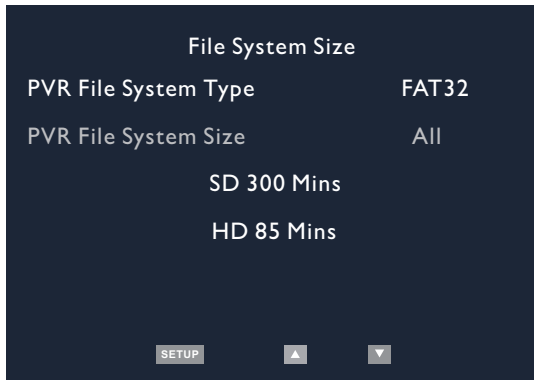 File System Size
PVR File System Type FAT32
PVR File System Size All
SD 300 Mins
HD 85 Mins
SETUP ▲ ▼